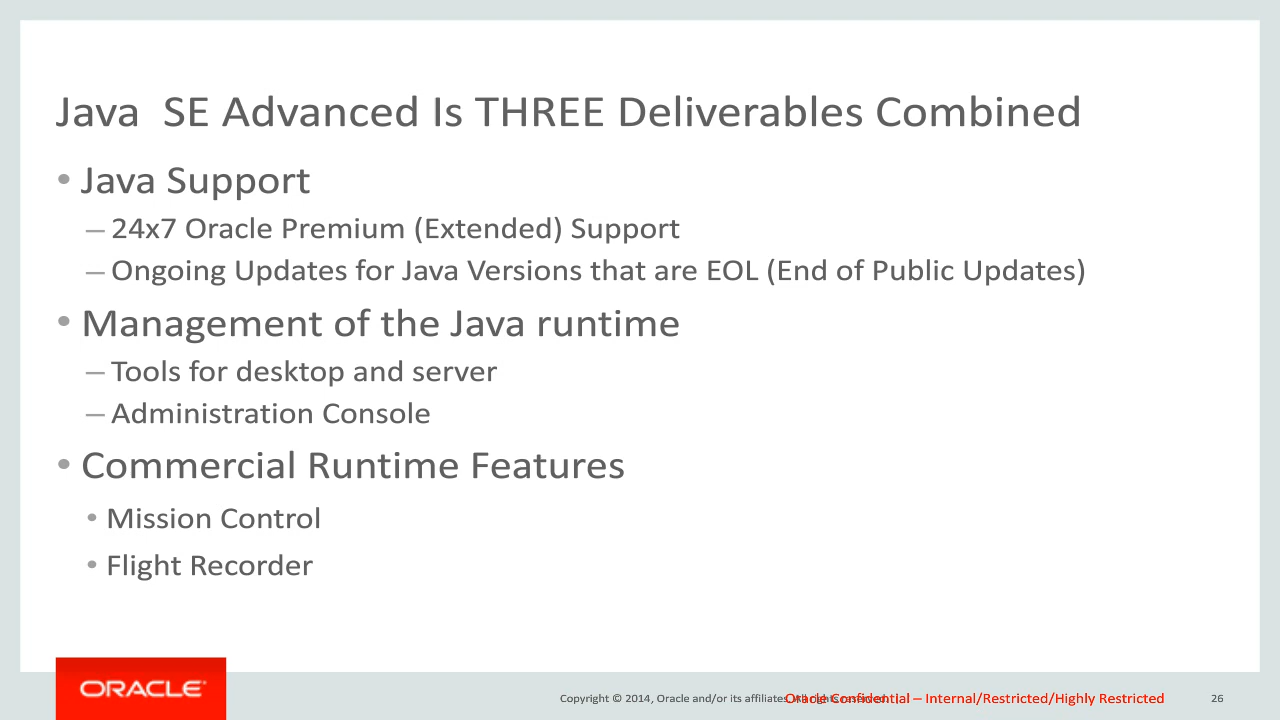 Java  SE Advanced Is THREE Deliverables Combined
• Java Support
– 24x7 Oracle Premium (Extended) Support
– Ongoing Updates for Java Versions that are EOL (End of Public Updates)
• Management of the Java runtime
– Tools for desktop and server
– Administration Console
• Commercial Runtime Features
• Mission Control
• Flight Recorder
ORACLE
Copyright © 2014, Oracle and/or its affiliates.
Oracle Confidential – Internal/Restricted/Highly Restricted
26